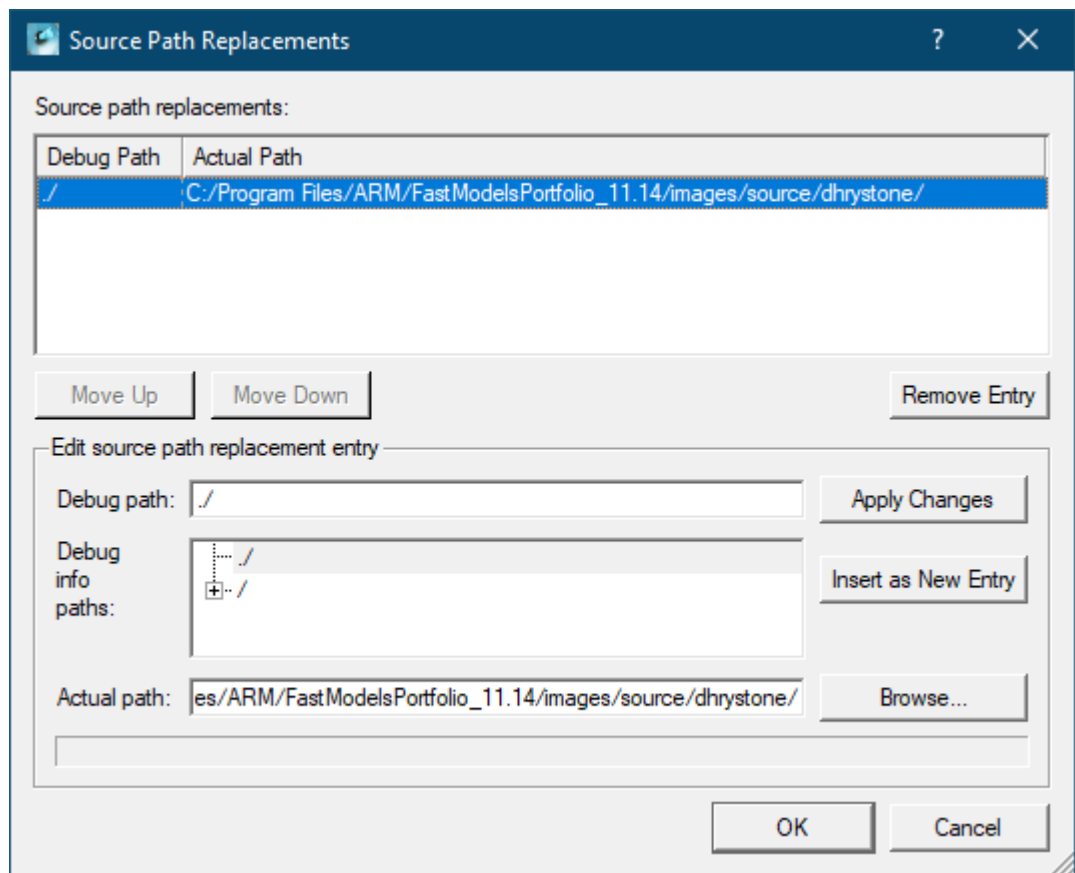 Source Path Replacements ?
Source path replacements:
Debug Path Actual Path
./ C:/Program Files/ARM/FastModelsPortfolio_11.14/images/source/dhrystone/
Move Up Move Down Remove Entry
Edit source path replacement entry
Debug path: ./ Apply Changes
Debug info paths: ./ Insert as New Entry
/
Actual path: es/ARM/FastModelsPortfolio_11.14/images/source/dhrystone/ Browse...
OK Cancel